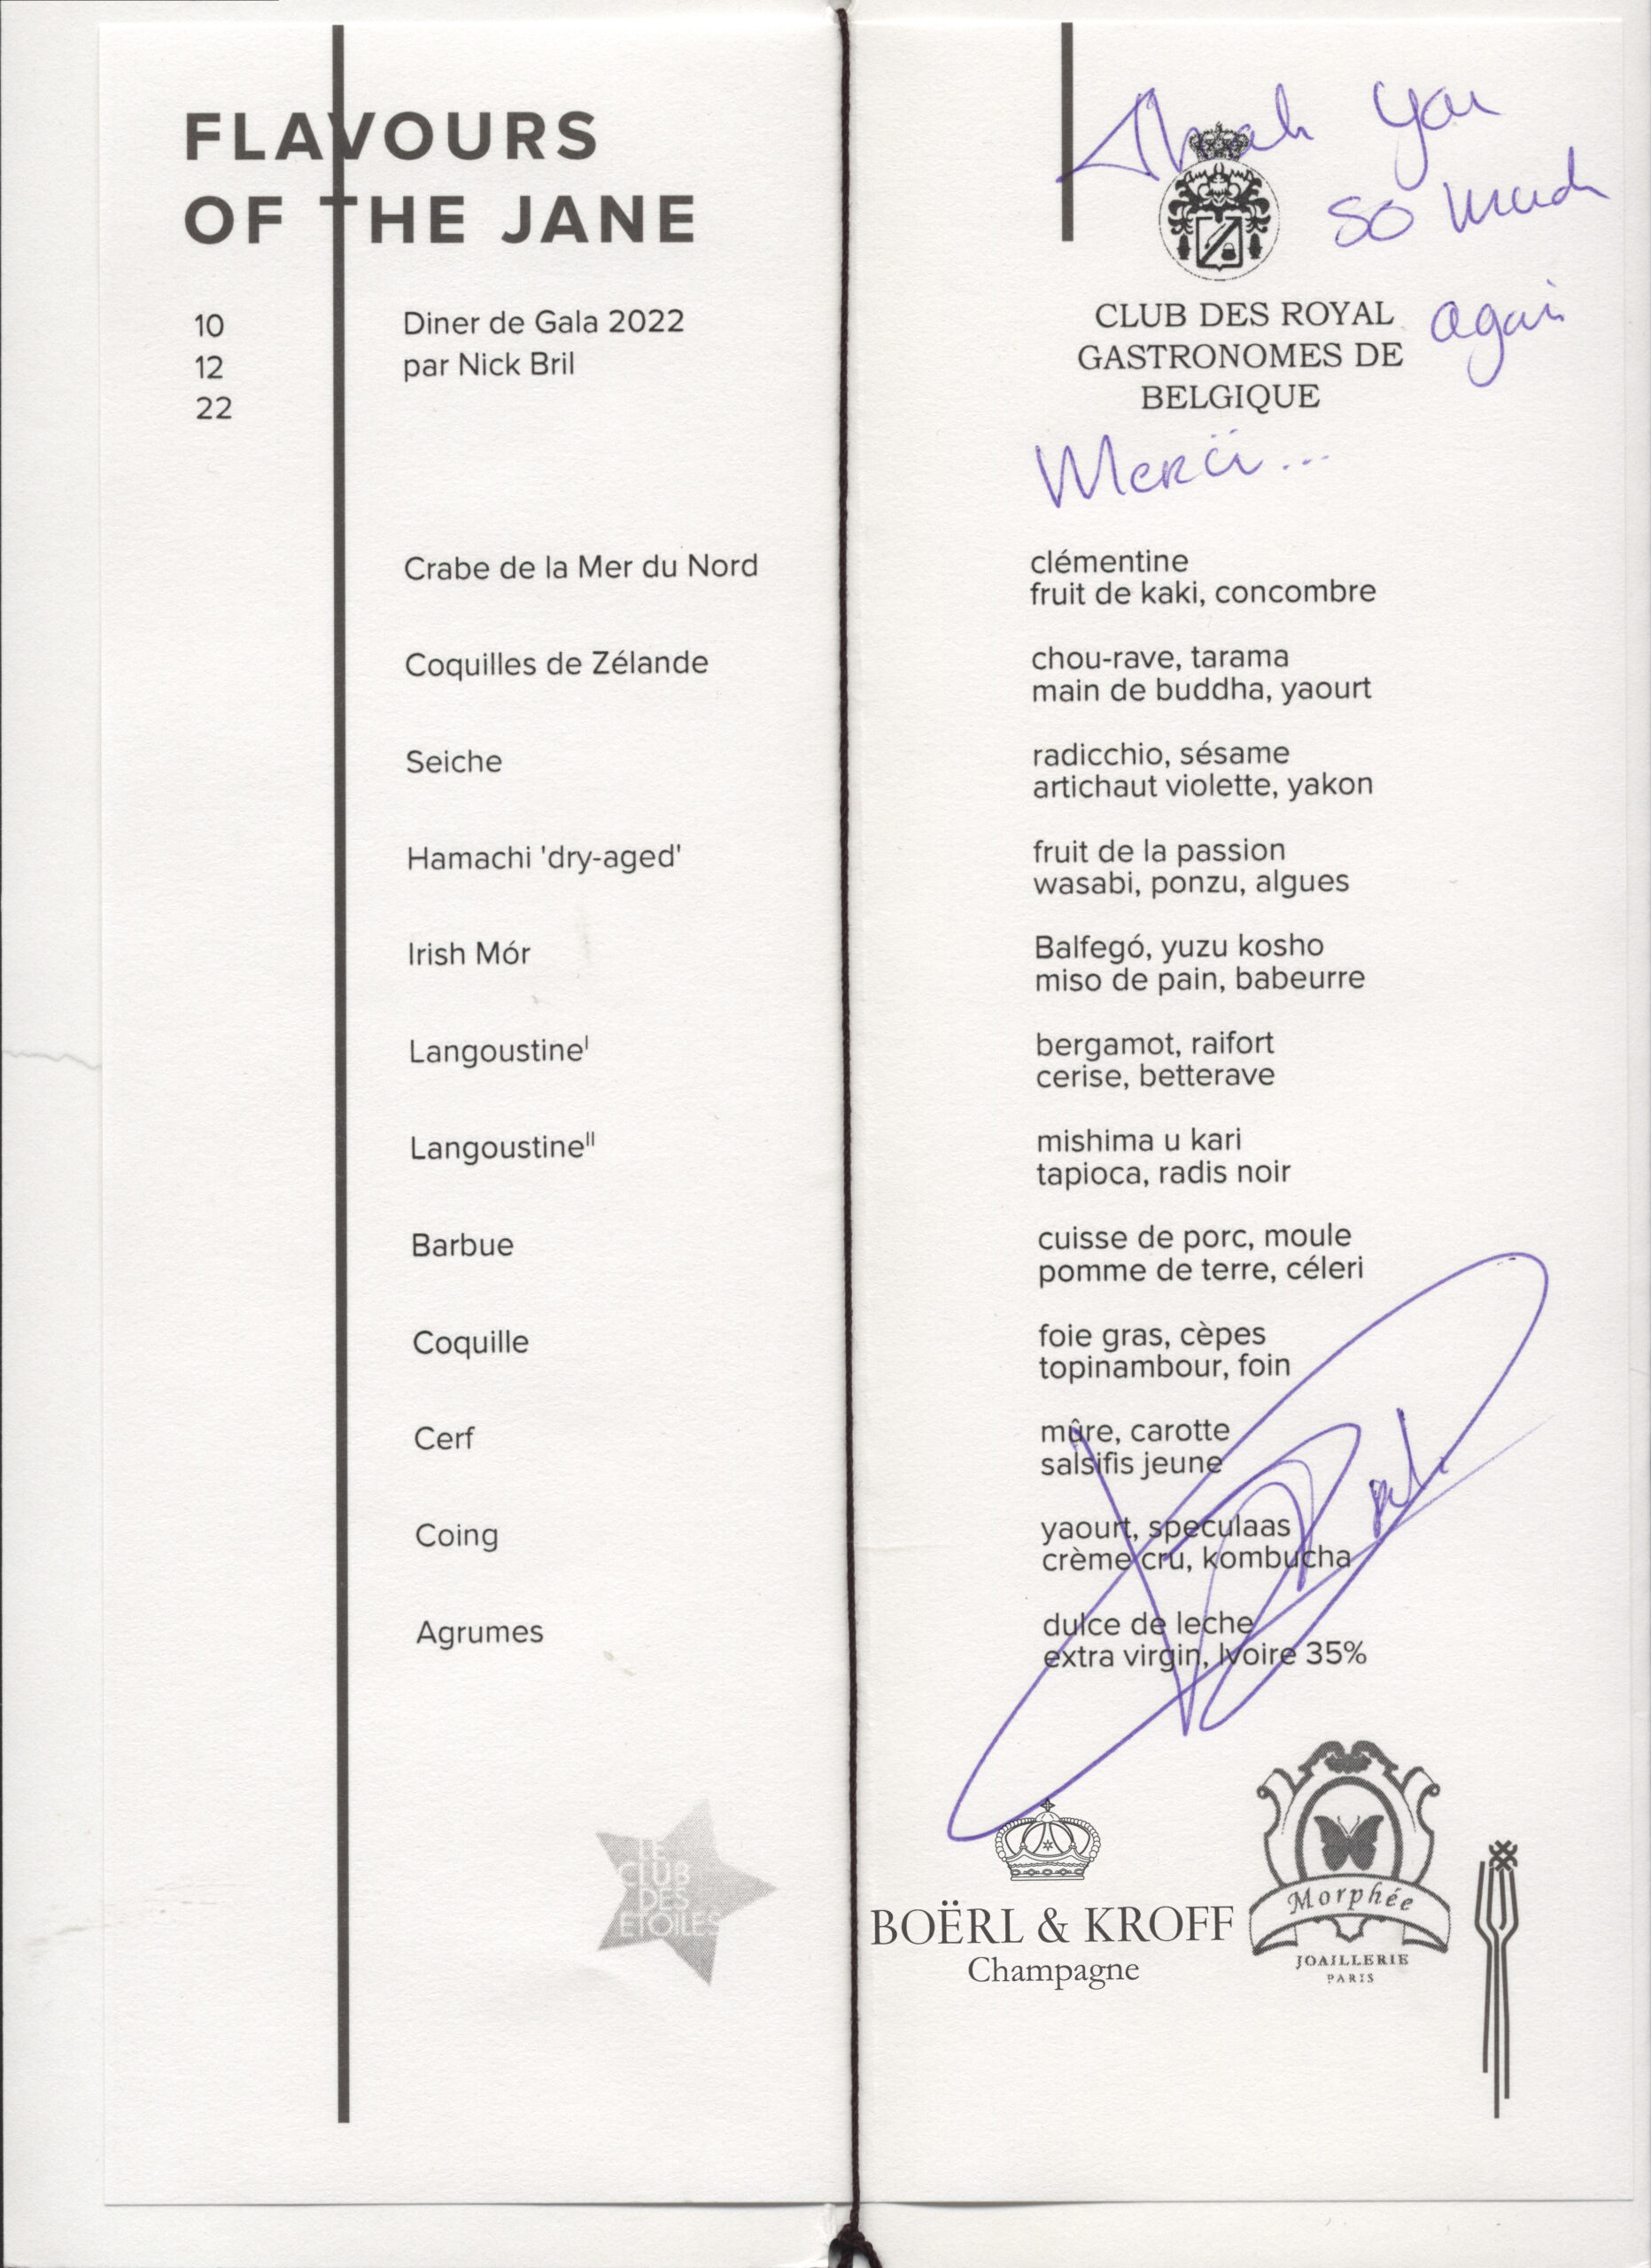 FLAVOURS
OF THE JANE
10
12
22
Diner de Gala 2022
par Nick Bril
Thank you
so much
again
CLUB DES ROYAL
GASTRONOMES DE
BELGIQUE
Merci...
Crabe de la Mer du Nord
clémentine
fruit de kaki, concombre
Coquilles de Zélande
chou-rave, tarama
main de buddha, yaourt
Seiche
radicchio, sésame
artichaut violette, yakon
Hamachi 'dry-aged'
fruit de la passion
wasabi, ponzu, algues
Irish Mór
Balfegó, yuzu kosho
miso de pain, babeurre
Langoustineᴵ
bergamot, raifort
cerise, betterave
Langoustineᴵᴵ
mishima u kari
tapioca, radis noir
Barbue
cuisse de porc, moule
pomme de terre, céleri
Coquille
foie gras, cèpes
topinambour, foin
Cerf
mûre, carotte
salsifis jeune
Coing
yaourt, speculaas
crème cru, kombucha
Agrumes
dulce de leche
extra virgin, Ivoire 35%
LE
CLUB
DES
ETOILES
BOËRL & KROFF
Champagne
Morphée
JOAILLERIE
PARIS